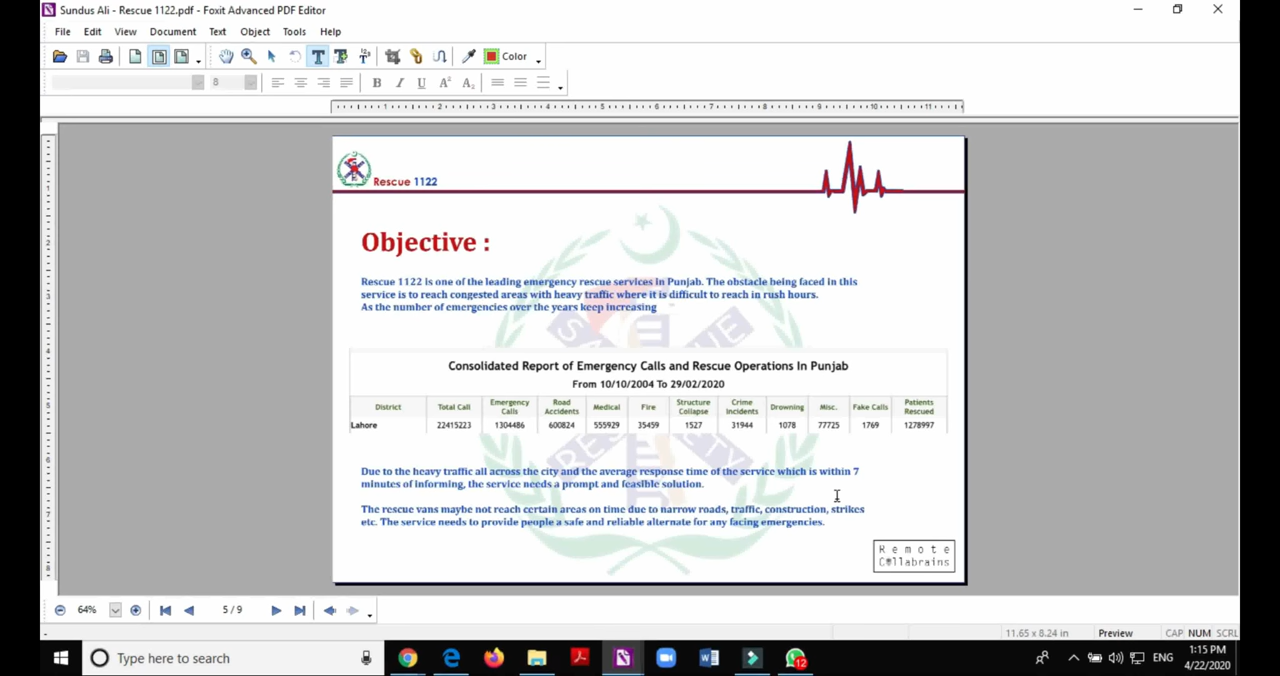 Sundus Ali - Rescue 1122.pdf - Foxit Advanced PDF Editor
File Edit View Document Text Object Tools Help
Color
8
Rescue 1122
Objective :
Rescue 1122 is one of the leading emergency rescue services in Punjab. The obstacle being faced in this
service is to reach congested areas with heavy traffic where it is difficult to reach in rush hours.
As the number of emergencies over the years keep increasing
Consolidated Report of Emergency Calls and Rescue Operations In Punjab
From 10/10/2004 To 29/02/2020
District Total Call Emergency Calls Road Accidents Medical Fire Structure Collapse Crime Incidents Drowning Misc. Fake Calls Patients Rescued
Lahore 22415223 1304486 600824 555929 35459 1527 31944 1078 77725 1769 1278997
Due to the heavy traffic all across the city and the average response time of the service which is within 7
minutes of informing, the service needs a prompt and feasible solution.
The rescue vans maybe not reach certain areas on time due to narrow roads, traffic, construction, strikes
etc. The service needs to provide people a safe and reliable alternate for any facing emergencies.
Remote
C@llabrains
64% 5 / 9
11.65 x 8.24 in Preview CAP NUM SCRL
Type here to search
12
ENG
1:15 PM
4/22/2020